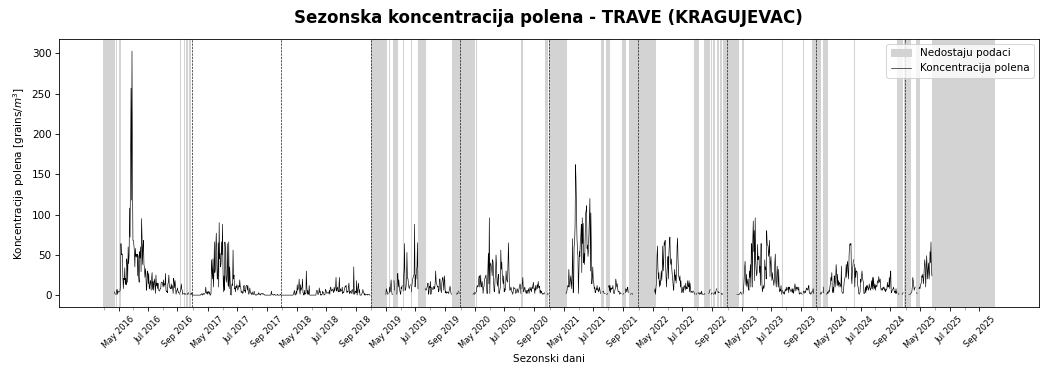 Sezonska koncentracija polena - TRAVE (KRAGUJEVAC)
Nedostaju podaci
Koncentracija polena
Koncentracija polena [grains/m³]
300
250
200
150
100
50
0
May 2016
Jul 2016
Sep 2016
May 2017
Jul 2017
Sep 2017
May 2018
Jul 2018
Sep 2018
May 2019
Jul 2019
Sep 2019
May 2020
Jul 2020
Sep 2020
May 2021
Jul 2021
Sep 2021
May 2022
Jul 2022
Sep 2022
May 2023
Jul 2023
Sep 2023
May 2024
Jul 2024
Sep 2024
May 2025
Jul 2025
Sep 2025
Sezonski dani